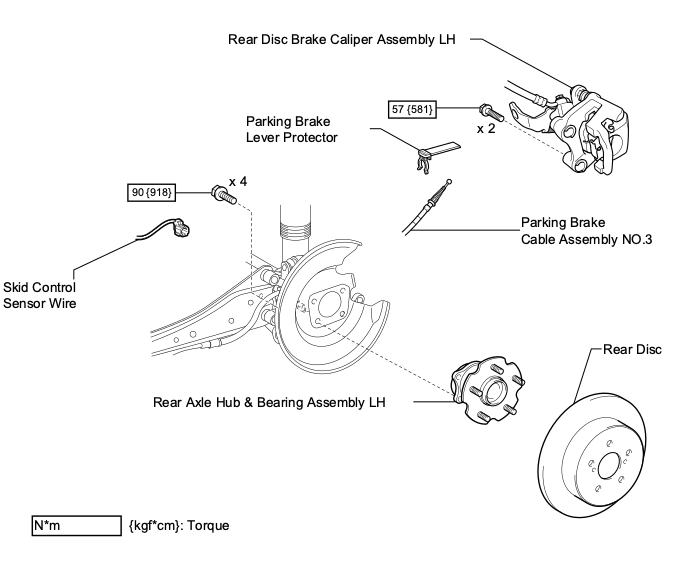 Rear Disc Brake Caliper Assembly LH
57 {581}
x 2
Parking Brake
Lever Protector
x 4
90 {918}
Parking Brake
Cable Assembly NO.3
Skid Control
Sensor Wire
Rear Disc
Rear Axle Hub & Bearing Assembly LH
N*m {kgf*cm}: Torque